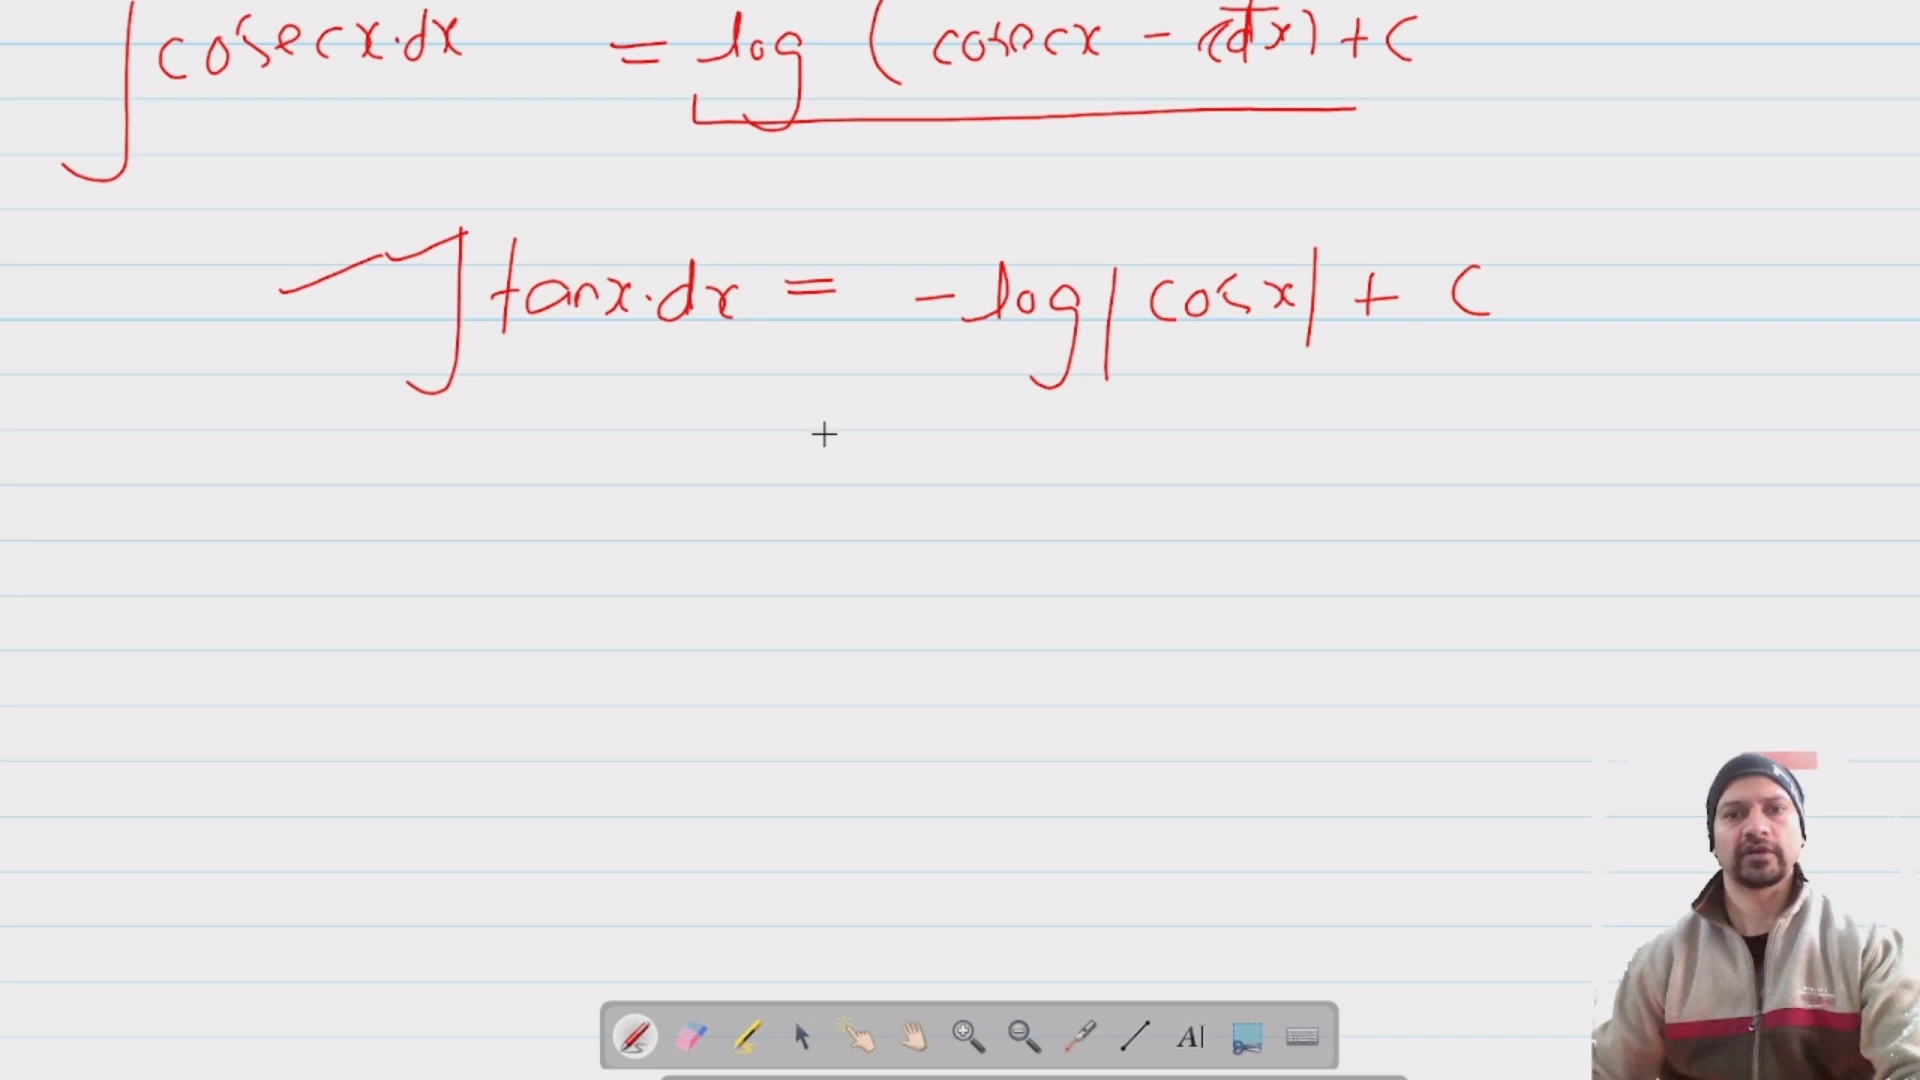 ∫cosecx.dx = log (cosecx - cotx) + C
∫tanx.dx = -log|cosx| + C
A